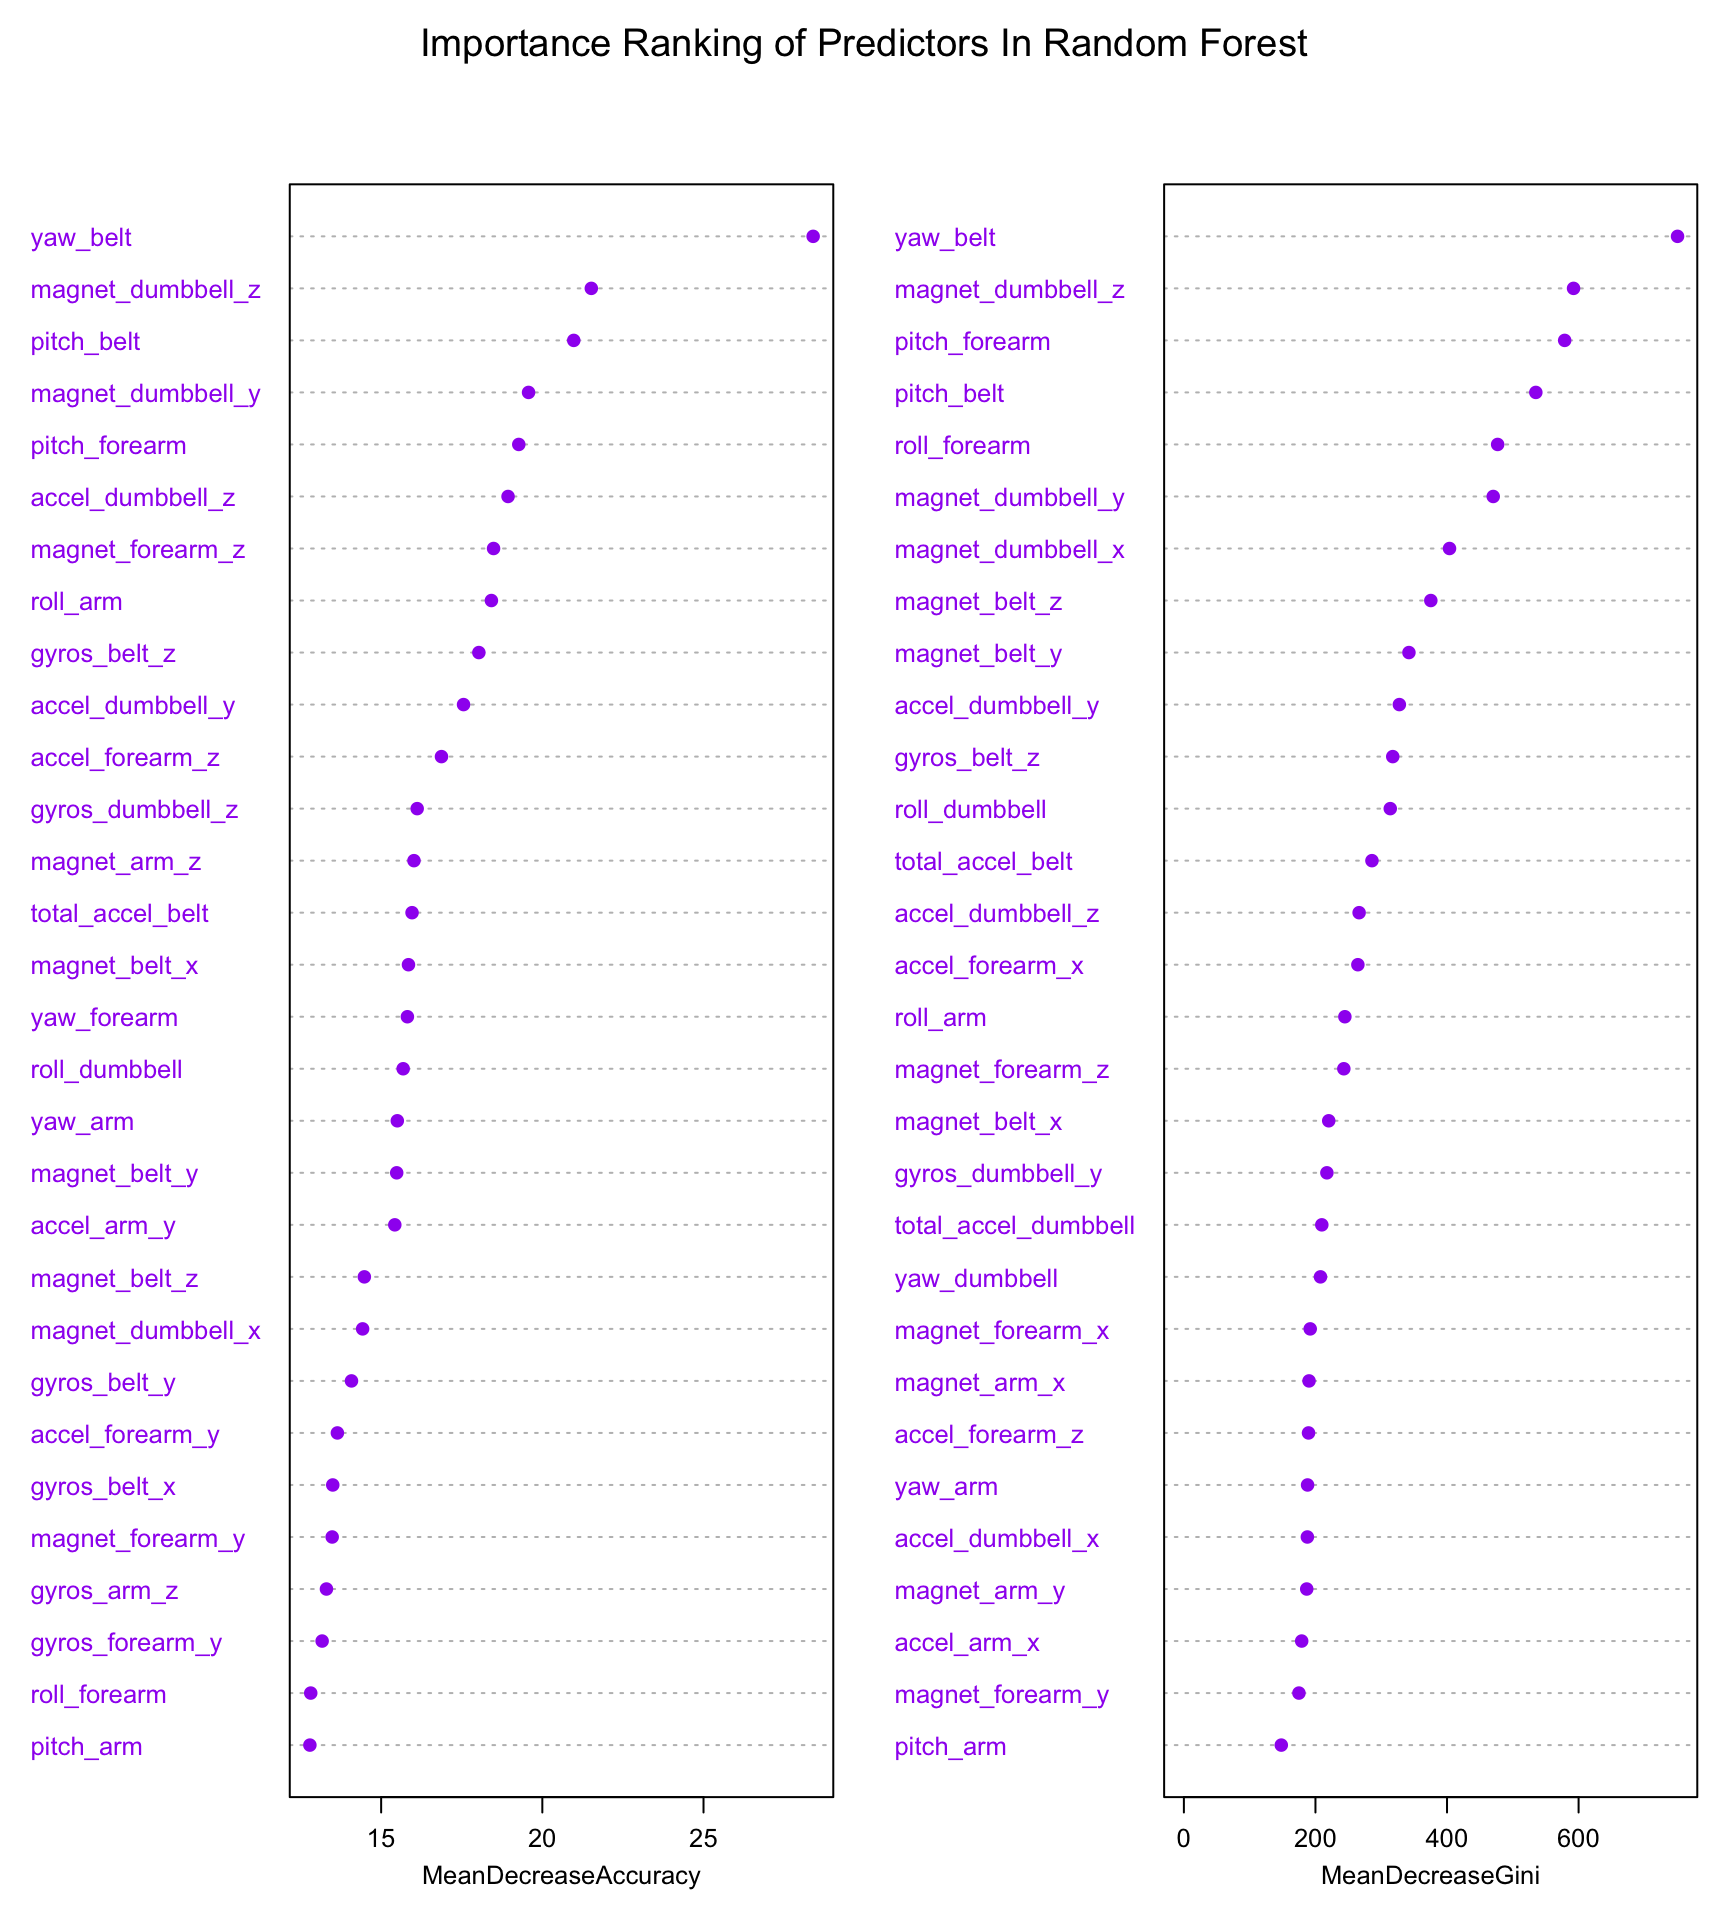 Importance Ranking of Predictors In Random Forest
yaw_belt
magnet_dumbbell_z
pitch_belt
magnet_dumbbell_y
pitch_forearm
accel_dumbbell_z
magnet_forearm_z
roll_arm
gyros_belt_z
accel_dumbbell_y
accel_forearm_z
gyros_dumbbell_z
magnet_arm_z
total_accel_belt
magnet_belt_x
yaw_forearm
roll_dumbbell
yaw_arm
magnet_belt_y
accel_arm_y
magnet_belt_z
magnet_dumbbell_x
gyros_belt_y
accel_forearm_y
gyros_belt_x
magnet_forearm_y
gyros_arm_z
gyros_forearm_y
roll_forearm
pitch_arm
15 20 25
MeanDecreaseAccuracy
yaw_belt
magnet_dumbbell_z
pitch_forearm
pitch_belt
roll_forearm
magnet_dumbbell_y
magnet_dumbbell_x
magnet_belt_z
magnet_belt_y
accel_dumbbell_y
gyros_belt_z
roll_dumbbell
total_accel_belt
accel_dumbbell_z
accel_forearm_x
roll_arm
magnet_forearm_z
magnet_belt_x
gyros_dumbbell_y
total_accel_dumbbell
yaw_dumbbell
magnet_forearm_x
magnet_arm_x
accel_forearm_z
yaw_arm
accel_dumbbell_x
magnet_arm_y
accel_arm_x
magnet_forearm_y
pitch_arm
0 200 400 600
MeanDecreaseGini